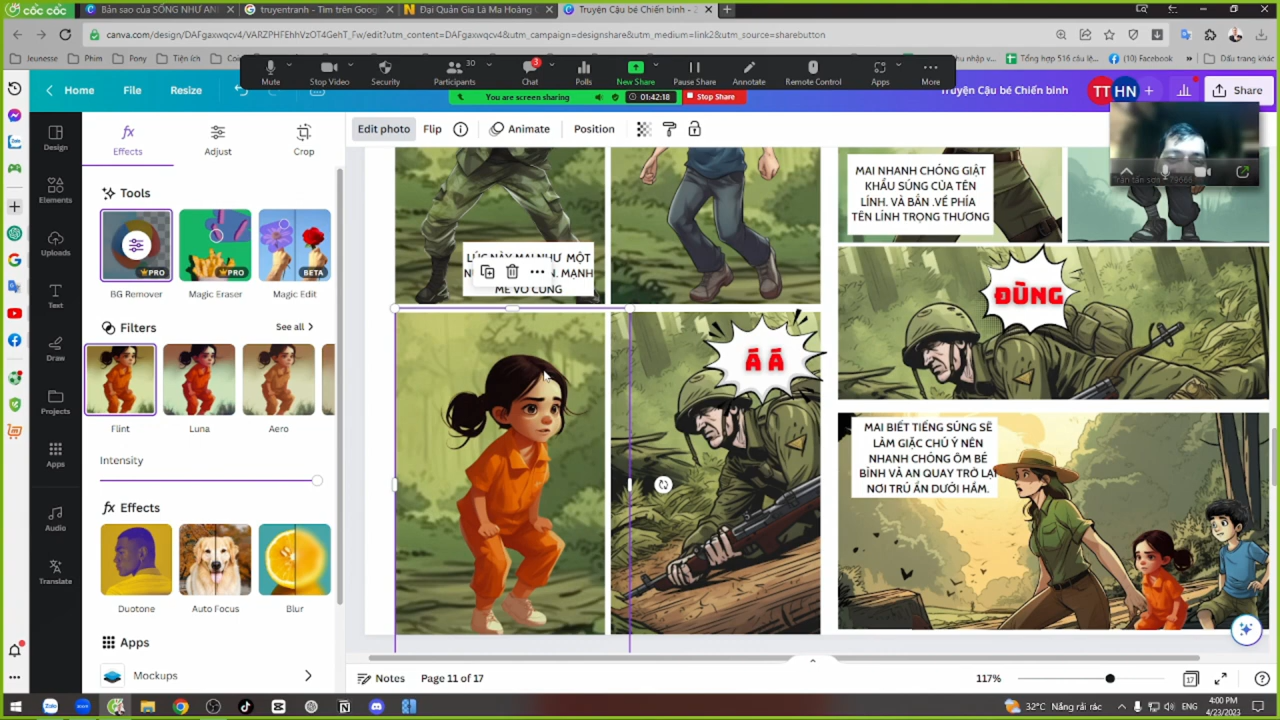 Cốc Cốc
Bản sao của SỐNG NHƯ ANH
truyentranh - Tìm trên Goog
Đại Quản Gia Là Ma Hoàng
Truyện Cậu bé Chiến binh - 2
canva.com/design/DAFgaxwqcv4/VARZPHFEhhVzOT4GehT_Fw/edit?utm_content=DAFgaxwqcv4&utm_campaign=designshare&utm_medium=link2&utm_source=sharebutton
Jeunesse
Phim
Pony
Tiện ích
Tổng hợp 516 câu lệ...
(10) Facebook
Dấu trang khác
Mute
Stop Video
Security
Participants
30
Chat
3
Polls
New Share
Pause Share
Annotate
Remote Control
Apps
More
You are screen sharing
01:42:18
Stop Share
Home
File
Resize
Truyện Cậu bé Chiến binh
TT
HN
Share
Design
Elements
Uploads
Text
Draw
Projects
Apps
Audio
Translate
Effects
Adjust
Crop
Tools
PRO
PRO
BETA
BG Remover
Magic Eraser
Magic Edit
Filters
See all
Flint
Luna
Aero
Intensity
fx Effects
Duotone
Auto Focus
Blur
Apps
Mockups
Edit photo
Flip
Animate
Position
LÚC NÀY MAI NHƯ MỘT
MẠNH
MẼ VÔ CÙNG
Á Á
MAI NHANH CHÓNG GIẬT
KHẨU SÚNG CỦA TÊN
LÍNH. VÀ BẮN .VỀ PHÍA
TÊN LÍNH TRỌNG THƯƠNG
ĐÙNG
MAI BIẾT TIẾNG SÚNG SẼ
LÀM GIẶC CHÚ Ý NÊN
NHANH CHÓNG ÔM BÉ
BÌNH VÀ AN QUAY TRỞ LẠI
NƠI TRÚ ẨN DƯỚI HẦM.
Notes
Page 11 of 17
117%
17
32°C Nắng rải rác
ENG
4:00 PM
4/23/2023